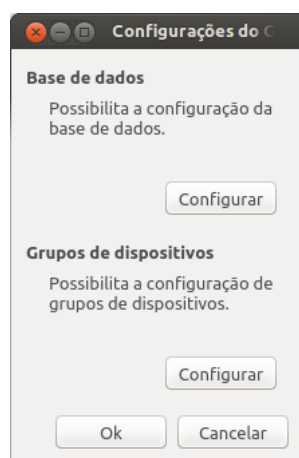 Configurações do
Base de dados
Possibilita a configuração da
base de dados.
Configurar
Grupos de dispositivos
Possibilita a configuração de
grupos de dispositivos.
Configurar
Ok Cancelar